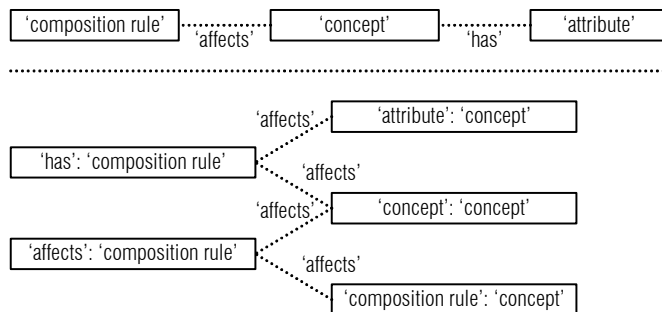 ‘composition rule’ ‘affects’ ‘concept’ ‘has’ ‘attribute’
‘affects’ ‘attribute’: ‘concept’
‘has’: ‘composition rule’
‘affects’
‘affects’ ‘concept’: ‘concept’
‘affects’: ‘composition rule’
‘affects’
‘composition rule’: ‘concept’